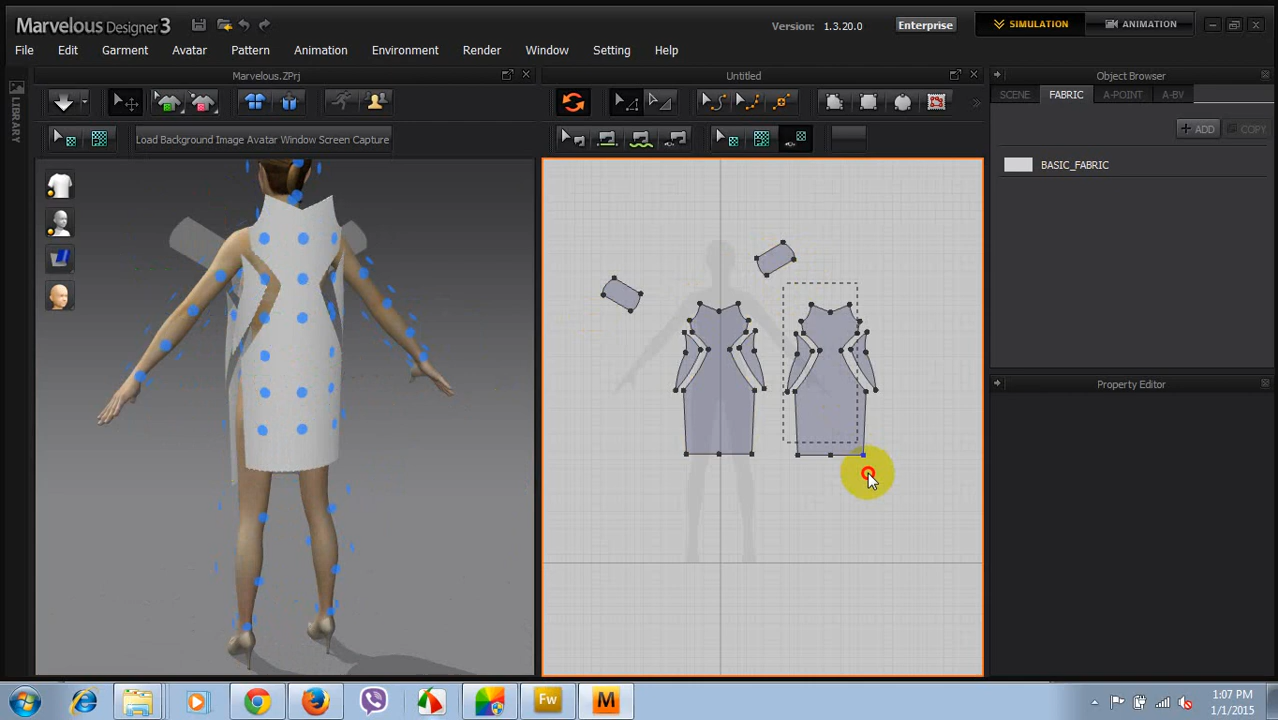 Marvelous Designer 3
Version: 1.3.20.0
Enterprise
SIMULATION
ANIMATION
File Edit Garment Avatar Pattern Animation Environment Render Window Setting Help
LIBRARY
Marvelous.ZPrj
Untitled
Object Browser
SCENE FABRIC A-POINT A-BV
+ ADD COPY
Load Background Image Avatar Window Screen Capture
BASIC_FABRIC
Property Editor
Fw
M
1:07 PM
1/1/2015